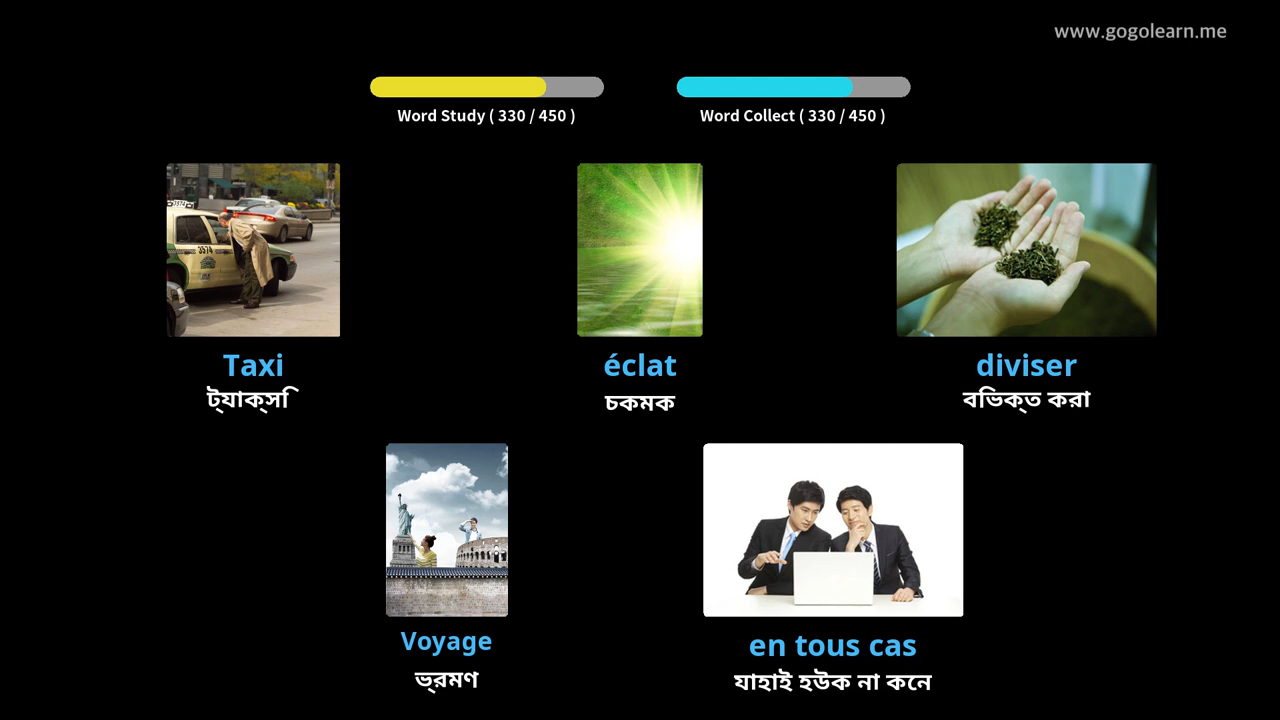 www.gogolearn.me
Word Study ( 330 / 450 )
Word Collect ( 330 / 450 )
3574
Taxi
ট্যাক্সি
éclat
চকমক
diviser
বিভক্ত করা
Voyage
ভ্রমণ
en tous cas
যাহাই হউক না কেন